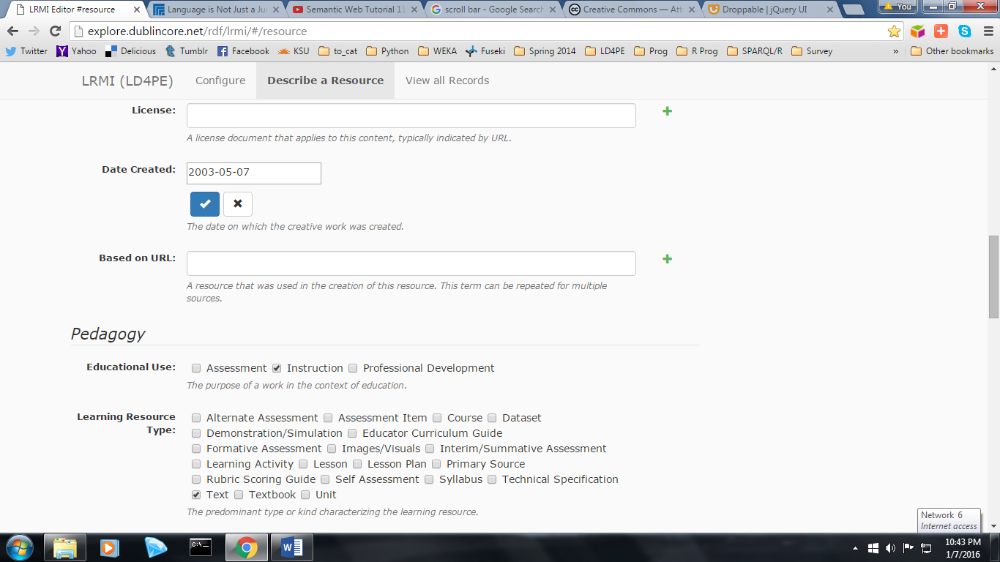 LRMI Editor #resource
Language is Not Just a Ju
Semantic Web Tutorial 11
scroll bar - Google Search
Creative Commons — Att
Droppable | jQuery UI
You
explore.dublincore.net/rdf/lrmi/#/resource
Twitter Yahoo Delicious Tumblr Facebook KSU to_cat Python WEKA Fuseki Spring 2014 LD4PE Prog R Prog SPARQL/R Survey » Other bookmarks
LRMI (LD4PE) Configure Describe a Resource View all Records
License:
A license document that applies to this content, typically indicated by URL.
Date Created: 2003-05-07
The date on which the creative work was created.
Based on URL:
A resource that was used in the creation of this resource. This term can be repeated for multiple
sources.
Pedagogy
Educational Use: Assessment Instruction Professional Development
The purpose of a work in the context of education.
Learning Resource
Type:
Alternate Assessment Assessment Item Course Dataset
Demonstration/Simulation Educator Curriculum Guide
Formative Assessment Images/Visuals Interim/Summative Assessment
Learning Activity Lesson Lesson Plan Primary Source
Rubric Scoring Guide Self Assessment Syllabus Technical Specification
Text Textbook Unit
The predominant type or kind characterizing the learning resource.
Network 6
Internet access
10:43 PM
1/7/2016